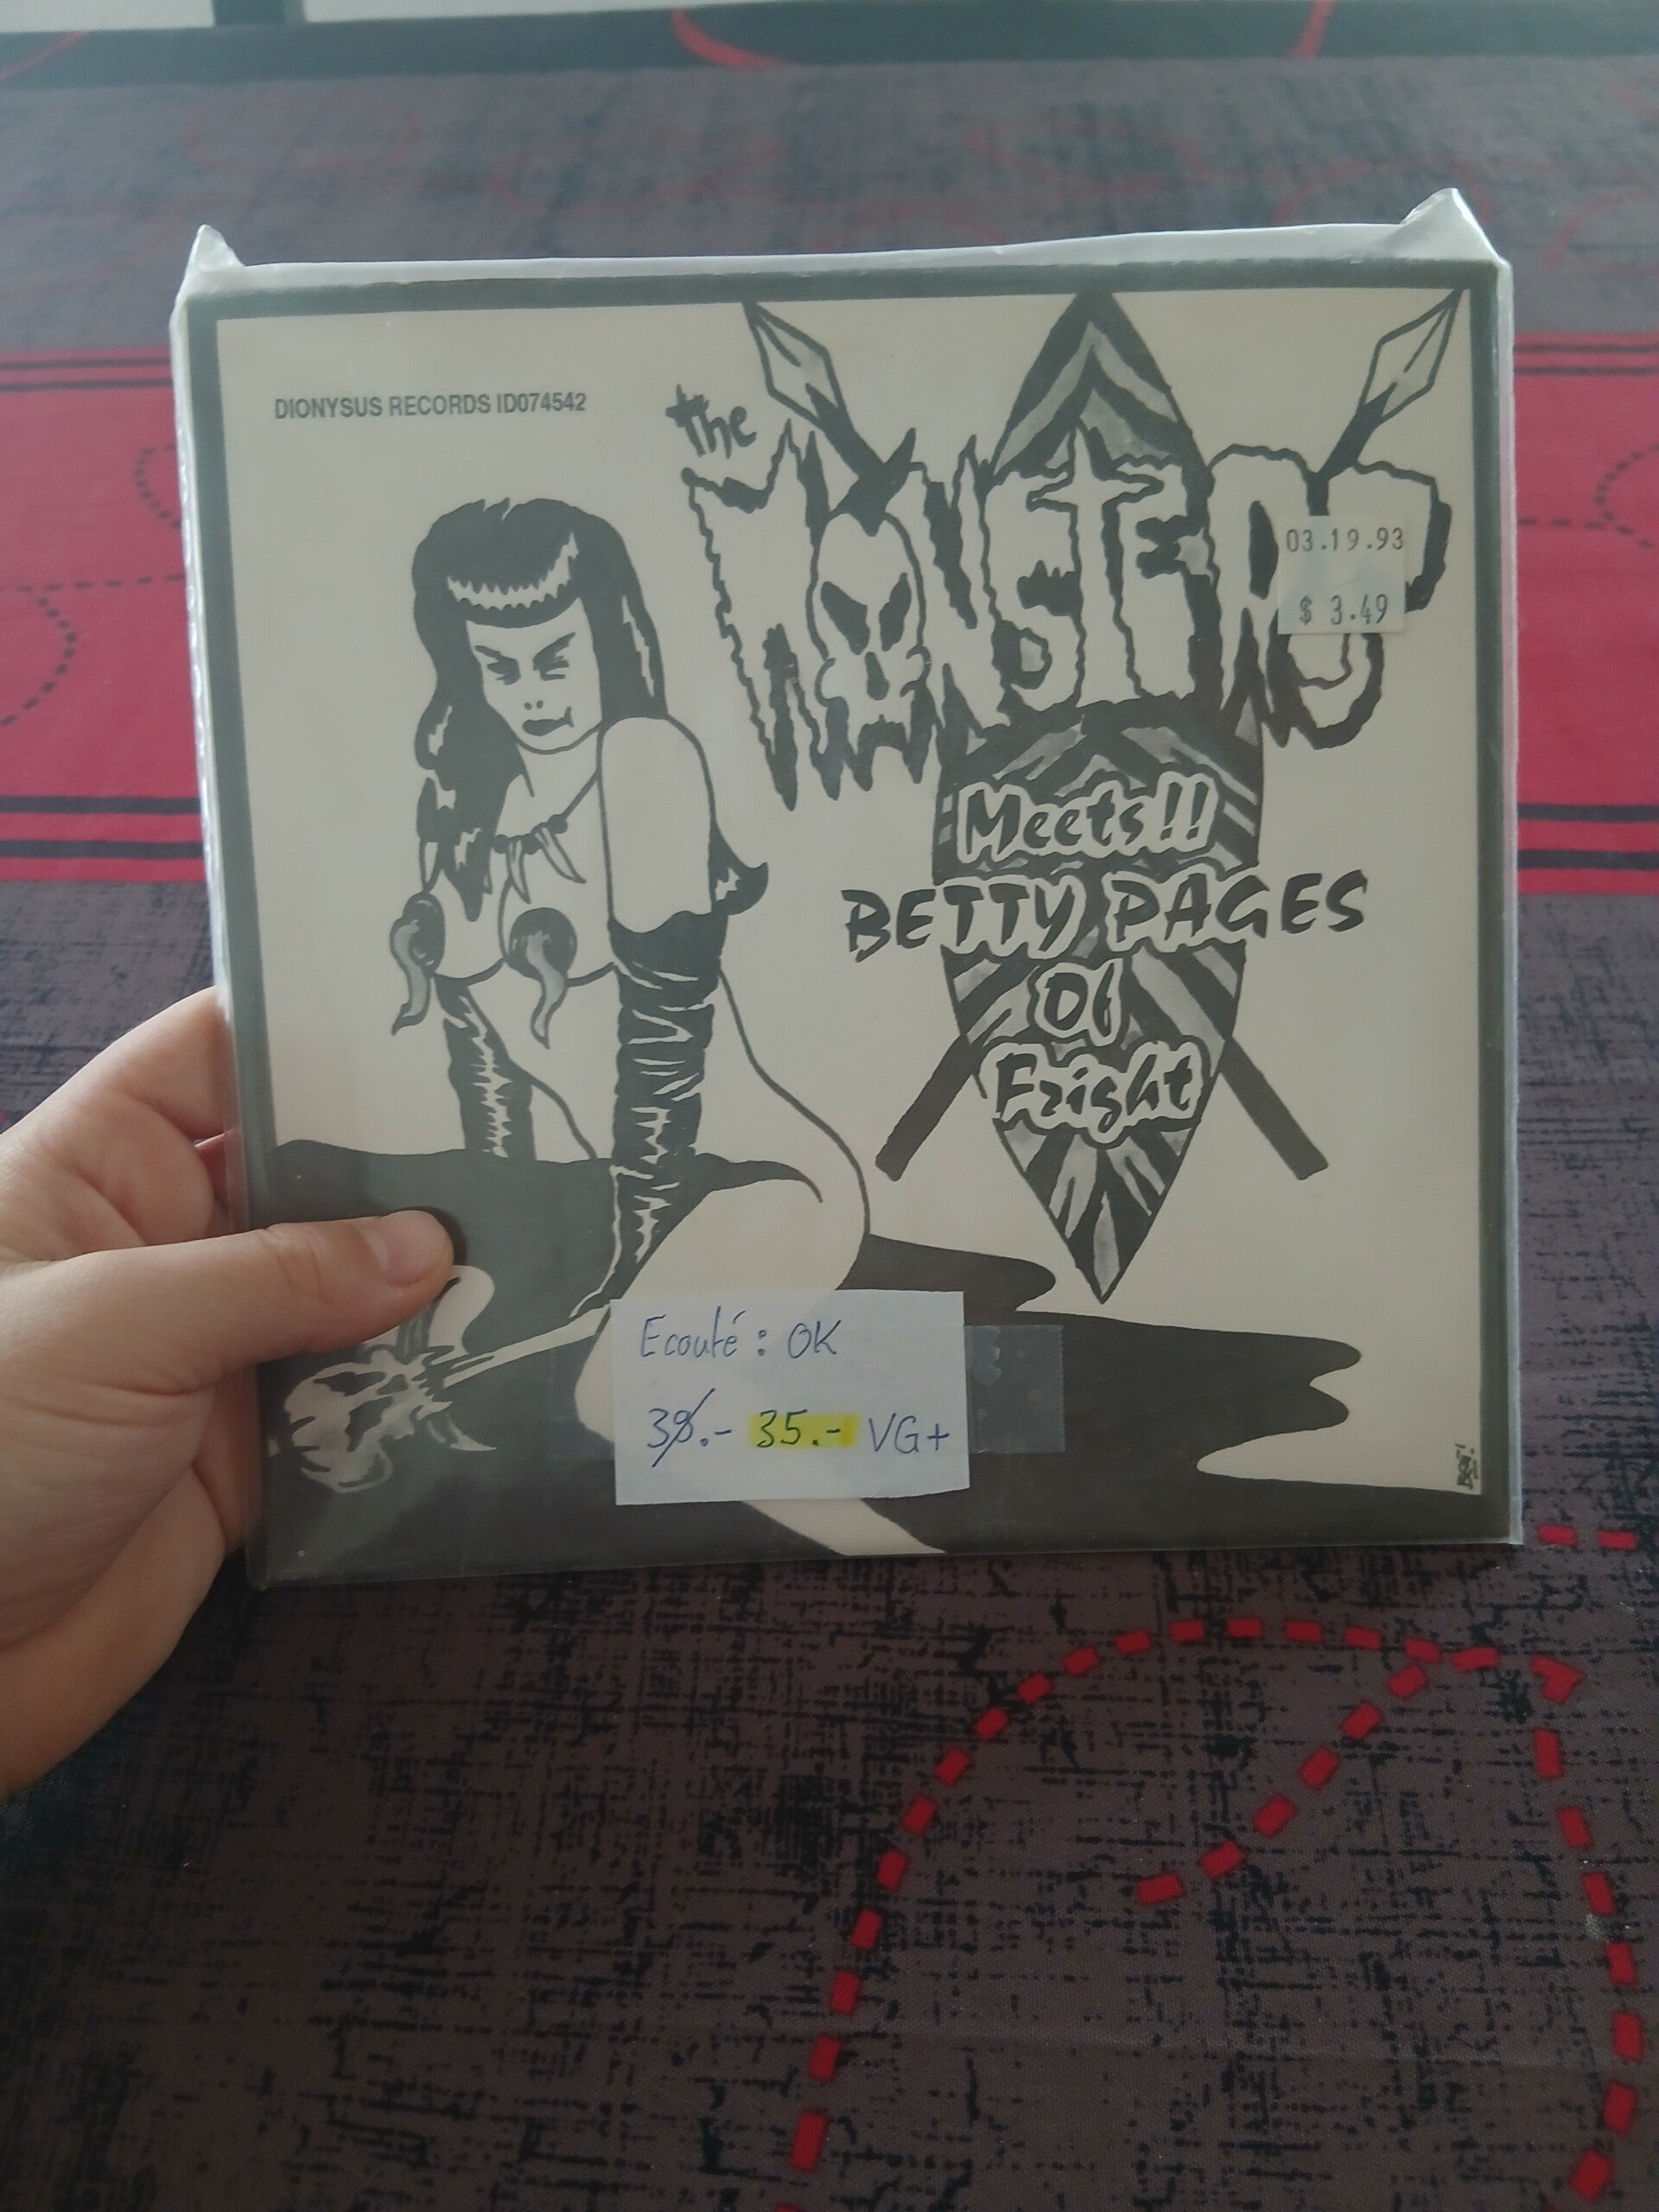 DIONYSUS RECORDS ID074542
the
MONSTERS
03.19.93
$ 3.49
Meets!!
BETTY PAGES
Of
Fright
Ecouté : OK
39.- 35.- VG+